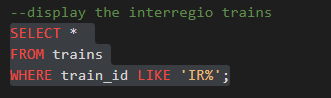 --display the interregio trains
SELECT *
FROM trains
WHERE train_id LIKE 'IR%';